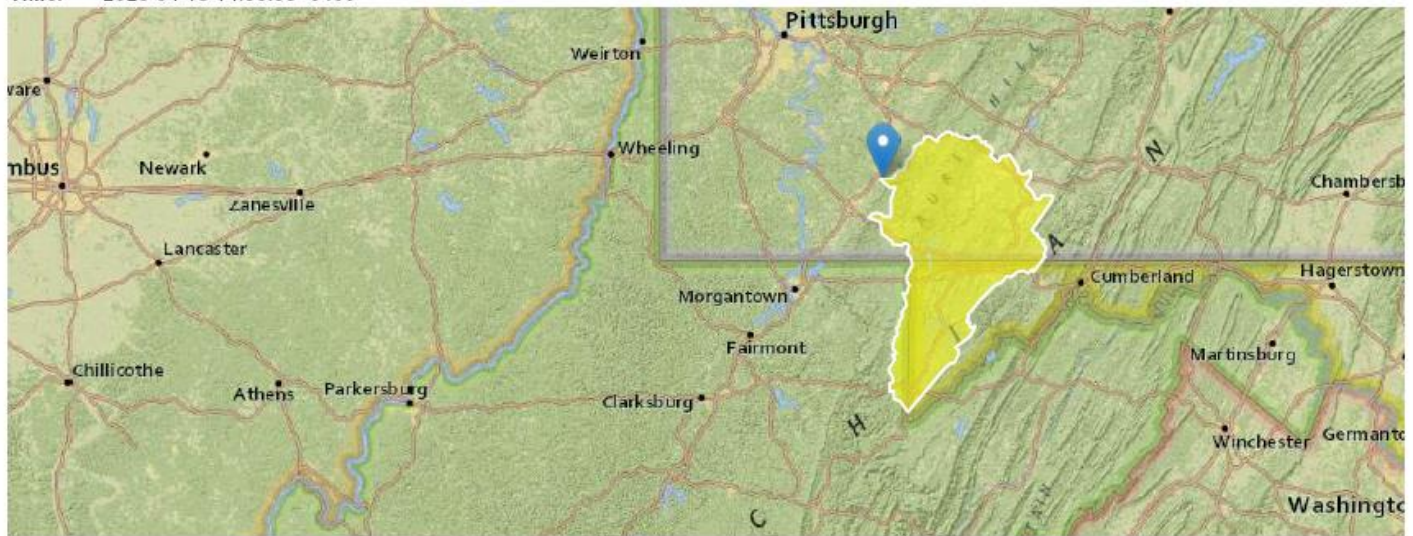 Pittsburgh
Weirton
ware
Wheeling
Newark
mbus
Zanesville
Chambersb
Lancaster
Cumberland
Hagerstown
Morgantown
Fairmont
Martinsburg
Chillicothe
Athens
Parkersburg
Clarksburg
Winchester
Germanto
Washingto